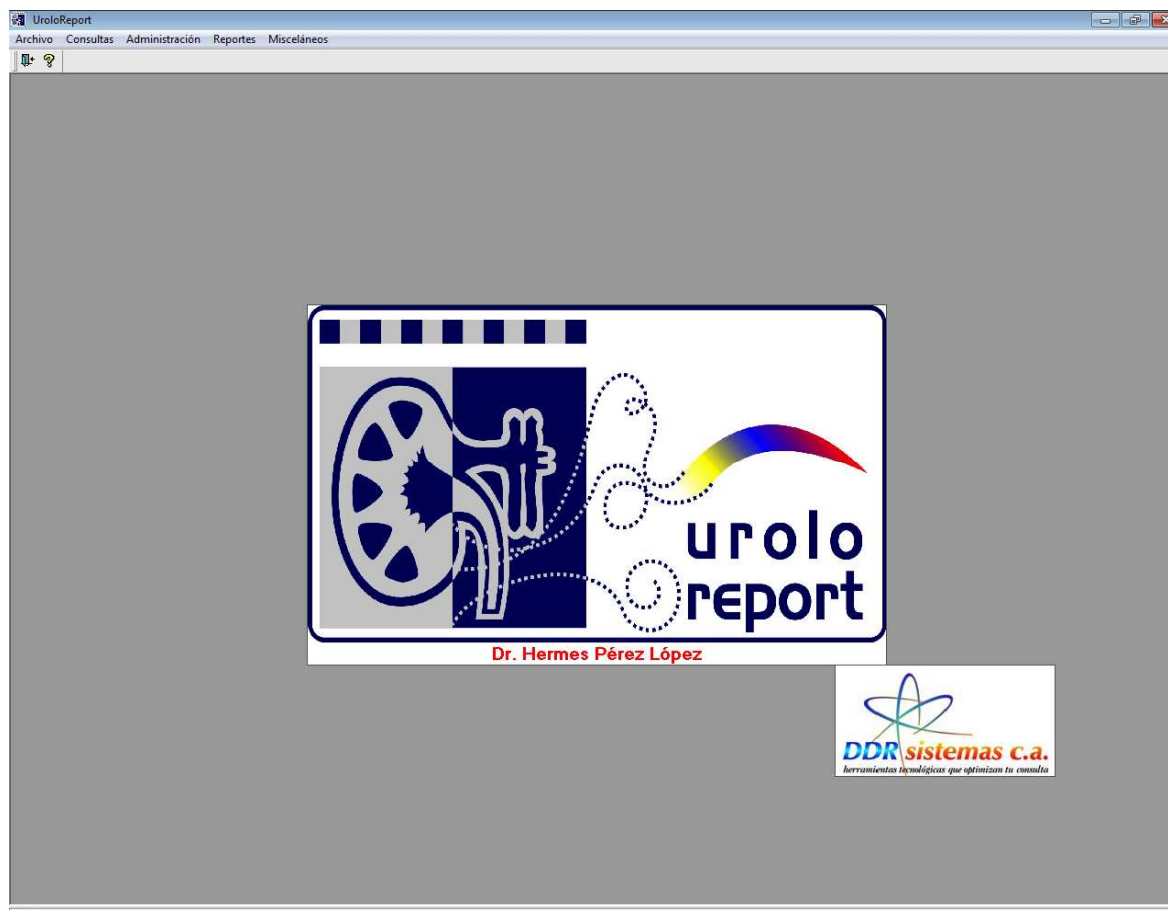 UroloReport
Archivo Consultas Administración Reportes Misceláneos
urolo
report
Dr. Hermes Pérez López
DDR sistemas c.a.
herramientas tecnológicas que optimizan tu consulta